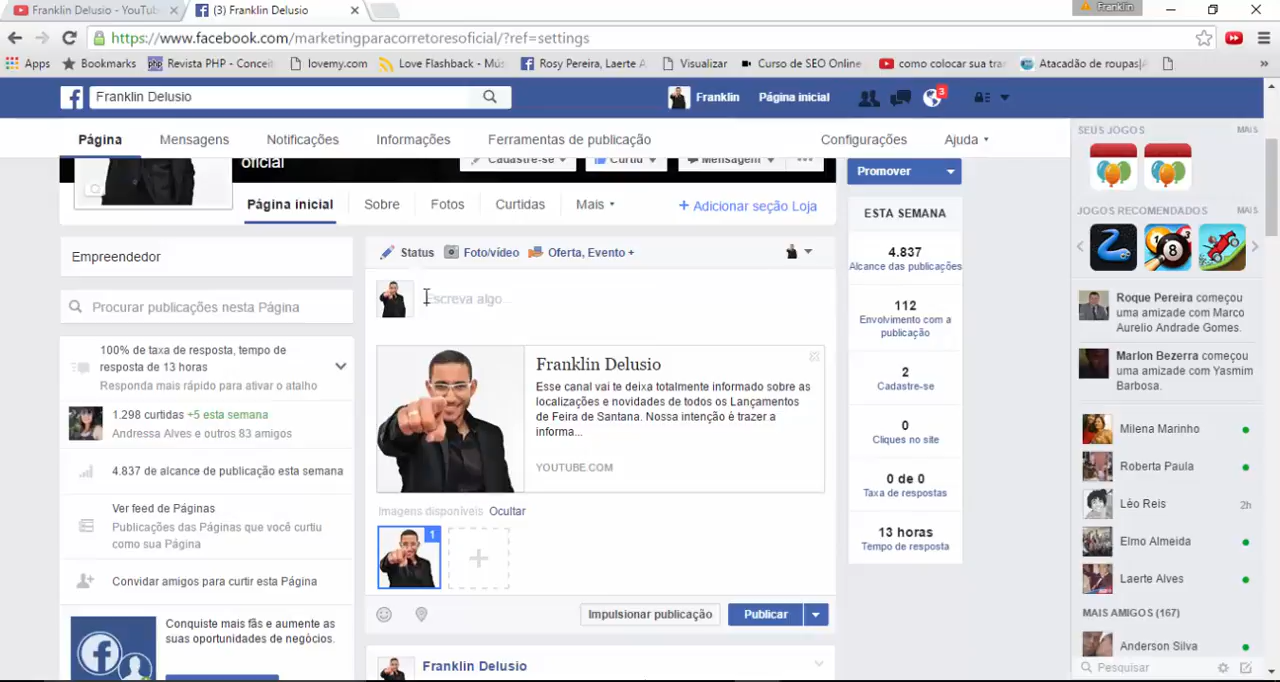 Franklin Delusio - YouTub
(3) Franklin Delusio
Franklin
https://www.facebook.com/marketingparacorretoresoficial/?ref=settings
Apps
Bookmarks
Revista PHP - Conceit
lovemy.com
Love Flashback - Mús
Rosy Pereira, Laerte A
Visualizar
Curso de SEO Online
como colocar sua tra
Atacadão de roupas|A
Franklin Delusio
Franklin
Página inicial
3
Página
Mensagens
Notificações
Informações
Ferramentas de publicação
Configurações
Ajuda
oficial
Cadastre-se
Curtiu
Mensagem
Promover
Página inicial
Sobre
Fotos
Curtidas
Mais
+ Adicionar seção Loja
Empreendedor
Procurar publicações nesta Página
100% de taxa de resposta, tempo de
resposta de 13 horas
Responda mais rápido para ativar o atalho
1.298 curtidas +5 esta semana
Andressa Alves e outros 83 amigos
4.837 de alcance de publicação esta semana
Ver feed de Páginas
Publicações das Páginas que você curtiu
como sua Página
Convidar amigos para curtir esta Página
Conquiste mais fãs e aumente as
suas oportunidades de negócios.
Status
Foto/vídeo
Oferta, Evento +
Escreva algo...
Franklin Delusio
Esse canal vai te deixa totalmente informado sobre as
localizações e novidades de todos os Lançamentos
de Feira de Santana. Nossa intenção é trazer a
informa...
YOUTUBE.COM
Imagens disponíveis Ocultar
1
Impulsionar publicação
Publicar
Franklin Delusio
ESTA SEMANA
4.837
Alcance das publicações
112
Envolvimento com a
publicação
2
Cadastre-se
0
Cliques no site
0 de 0
Taxa de respostas
13 horas
Tempo de resposta
SEUS JOGOS
MAIS
JOGOS RECOMENDADOS
MAIS
8
Roque Pereira começou
uma amizade com Marco
Aurelio Andrade Gomes.
Marlon Bezerra começou
uma amizade com Yasmim
Barbosa.
Milena Marinho
Roberta Paula
Lèo Reis
2h
Elmo Almeida
Laerte Alves
MAIS AMIGOS (167)
Anderson Silva
Pesquisar